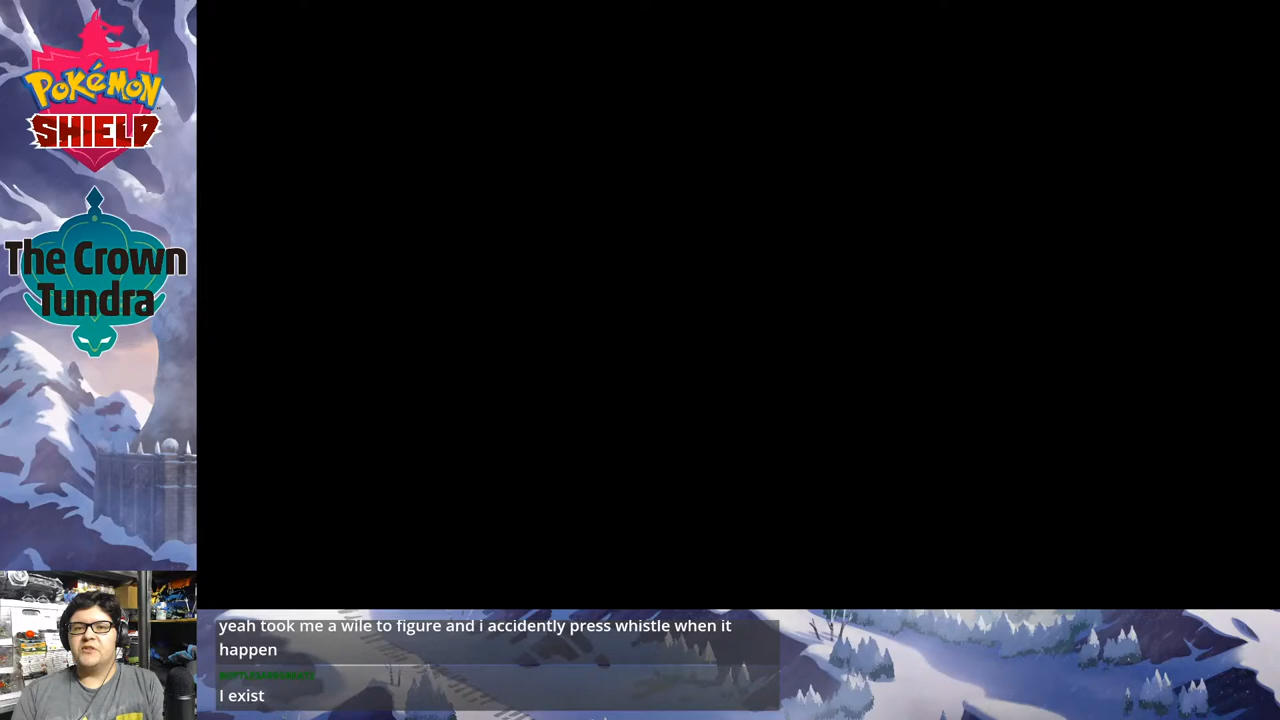 POKéMON
SHIELD
The Crown
Tundra
yeah took me a wile to figure and i accidently press whistle when it
happen
I exist